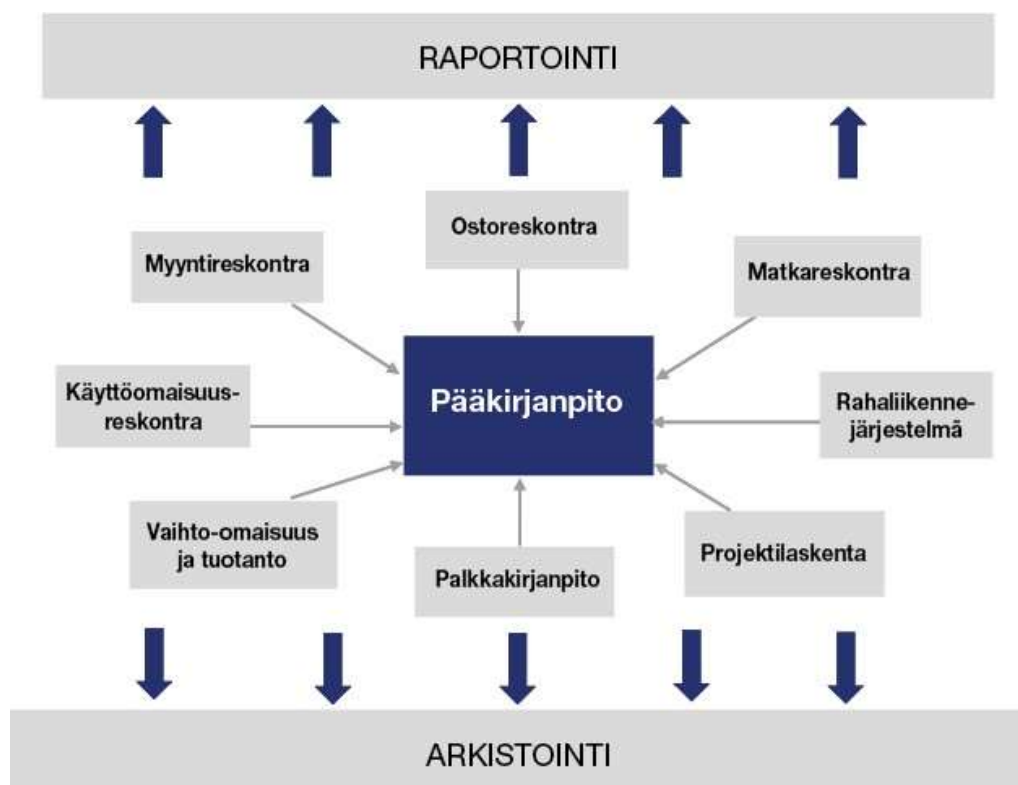 RAPORTOINTI
Ostoreskontra
Myyntireskontra
Matkareskontra
Käyttöomaisuus-
reskontra
Pääkirjanpito
Rahaliikenne-
järjestelmä
Vaihto-omaisuus
ja tuotanto
Palkkakirjanpito
Projektilaskenta
ARKISTOINTI